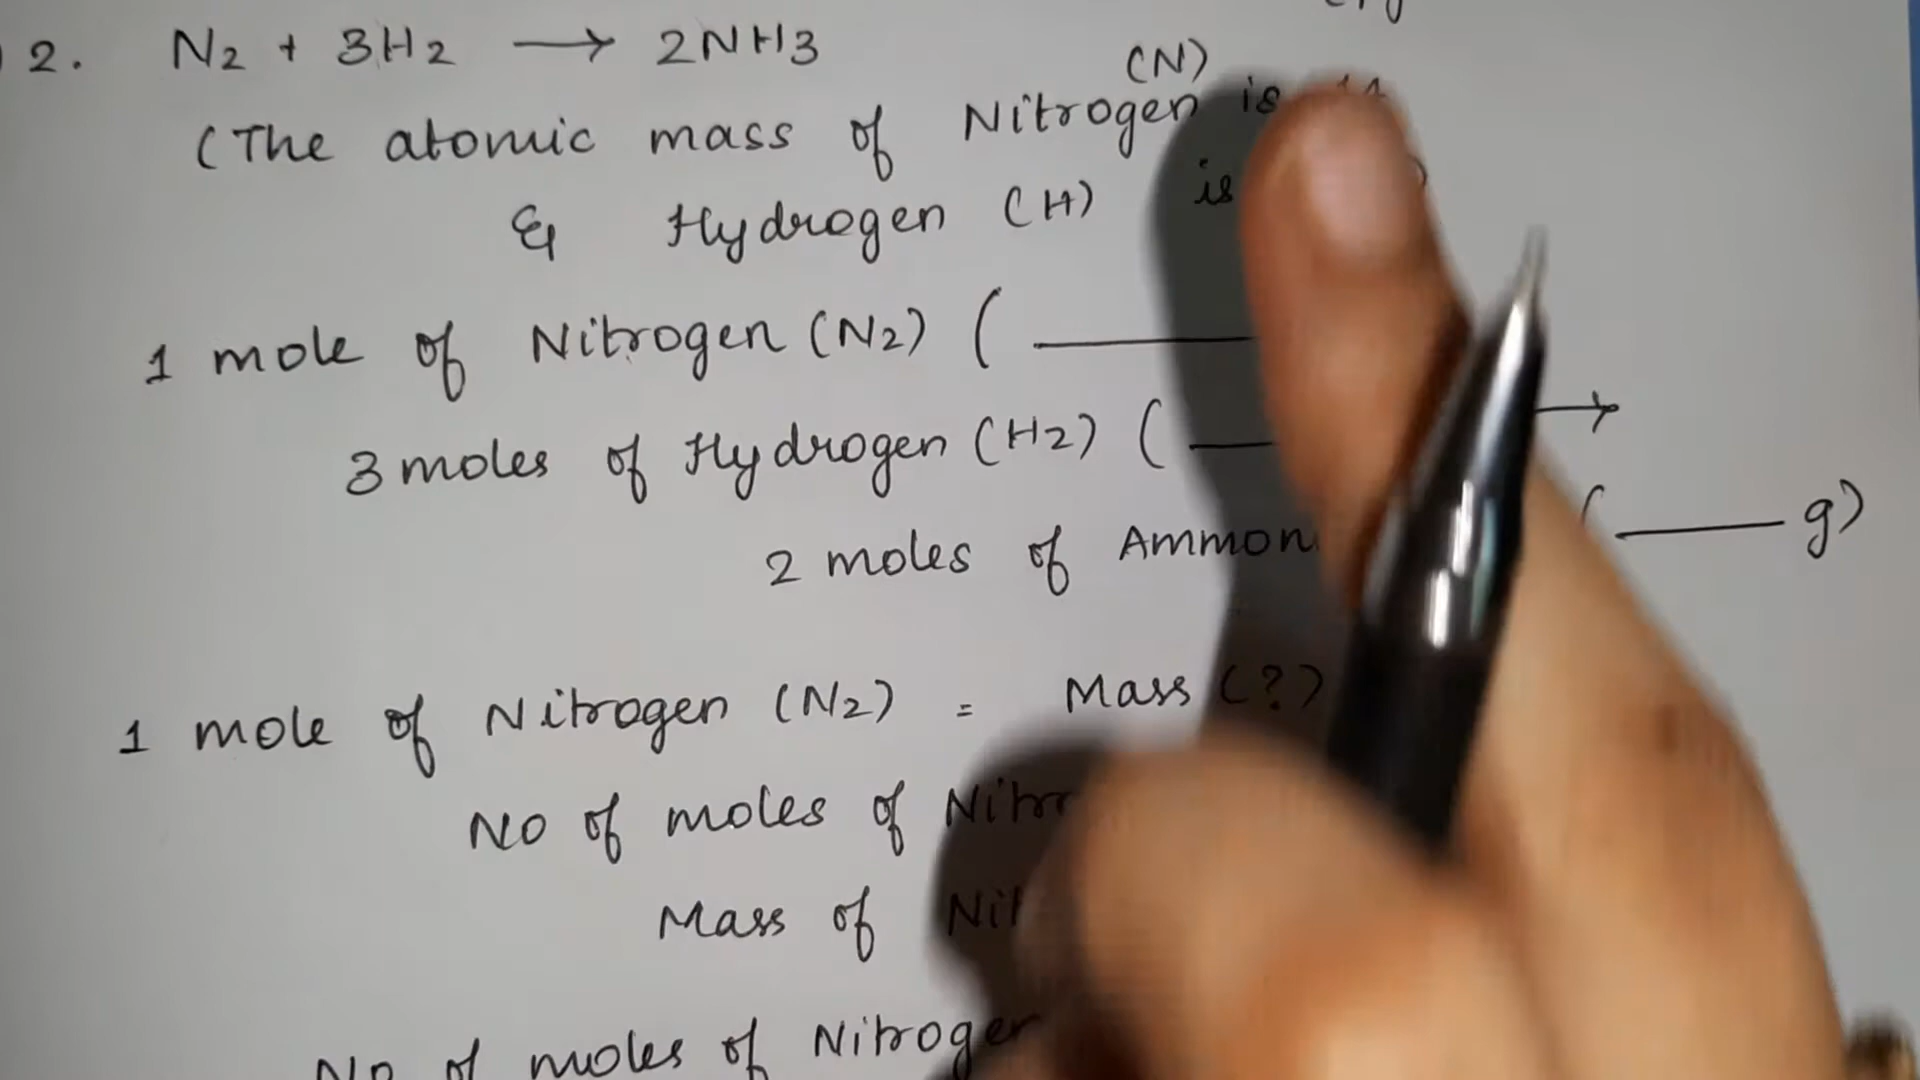 2. N2 + 3H2 → 2NH3
(N)
(The atomic mass of Nitrogen is
& Hydrogen (H) is
1 mole of Nitrogen (N2) (
3 moles of Hydrogen (H2) ( →
2 moles of ( g)
1 mole of Nitrogen (N2) = Mass (?)
No of moles of
Mass of
No of moles of Nitrogen